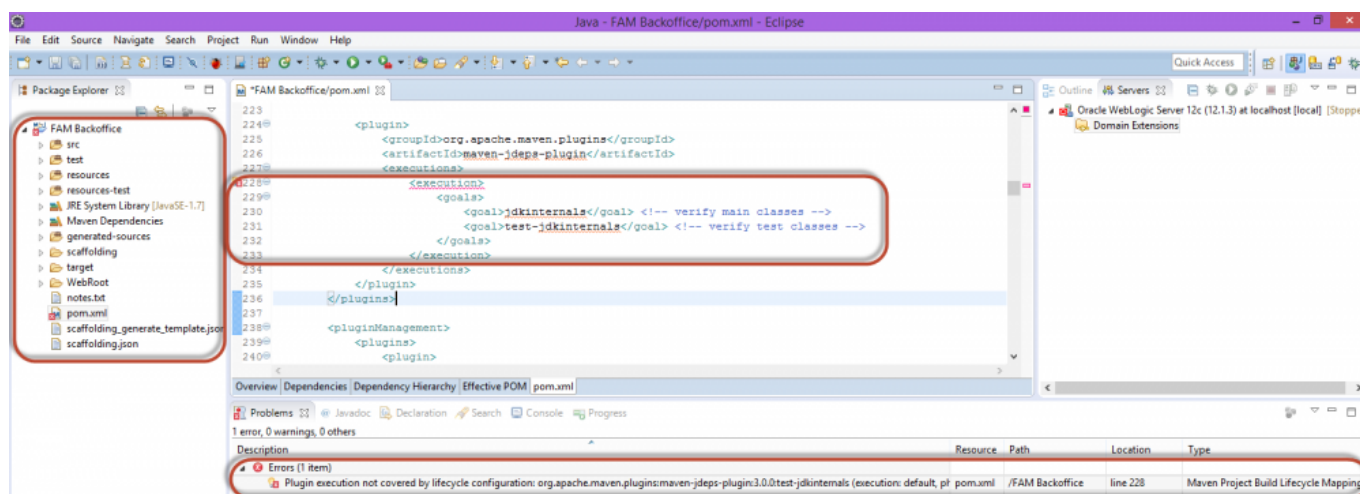 Java - FAM Backoffice/pom.xml - Eclipse
File Edit Source Navigate Search Project Run Window Help
Quick Access
Package Explorer
*FAM Backoffice/pom.xml
Outline Servers
FAM Backoffice
src
test
resources
resources-test
JRE System Library [JavaSE-1.7]
Maven Dependencies
generated-sources
scaffolding
target
WebRoot
notes.txt
pom.xml
scaffolding_generate_template.json
scaffolding.json
223
224 <plugin>
225 <groupId>org.apache.maven.plugins</groupId>
226 <artifactId>maven-jdeps-plugin</artifactId>
227 <executions>
228 <execution>
229 <goals>
230 <goal>jdkinternals</goal> <!-- verify main classes -->
231 <goal>test-jdkinternals</goal> <!-- verify test classes -->
232 </goals>
233 </execution>
234 </executions>
235 </plugin>
236 </plugins>
237
238 <pluginManagement>
239 <plugins>
240 <plugin>
Overview Dependencies Dependency Hierarchy Effective POM pom.xml
Oracle WebLogic Server 12c (12.1.3) at localhost [local] [Stoppe
Domain Extensions
Problems Javadoc Declaration Search Console Progress
1 error, 0 warnings, 0 others
Description Resource Path Location Type
Errors (1 item)
Plugin execution not covered by lifecycle configuration: org.apache.maven.plugins:maven-jdeps-plugin:3.0.0:test-jdkinternals (execution: default, ph pom.xml /FAM Backoffice line 228 Maven Project Build Lifecycle Mapping